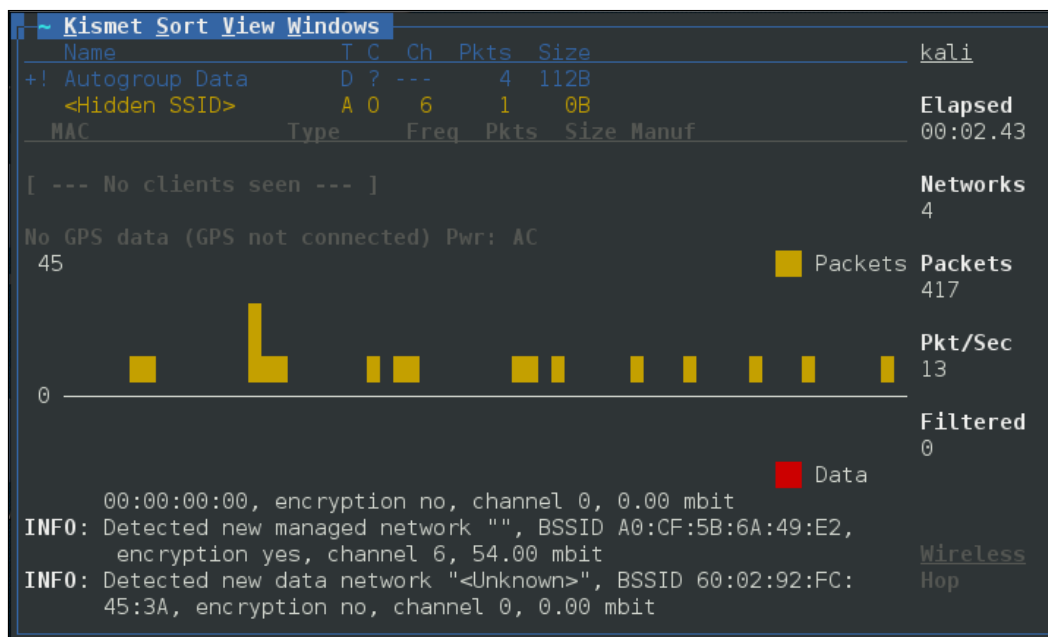 ~ Kismet Sort View Windows
Name T C Ch Pkts Size
+! Autogroup Data D ? --- 4 112B
<Hidden SSID> A O 6 1 0B
MAC Type Freq Pkts Size Manuf
[ --- No clients seen --- ]
No GPS data (GPS not connected) Pwr: AC
45
Packets
0
Data
00:00:00:00, encryption no, channel 0, 0.00 mbit
INFO: Detected new managed network "", BSSID A0:CF:5B:6A:49:E2,
encryption yes, channel 6, 54.00 mbit
INFO: Detected new data network "<Unknown>", BSSID 60:02:92:FC:
45:3A, encryption no, channel 0, 0.00 mbit
kali
Elapsed
00:02.43
Networks
4
Packets
417
Pkt/Sec
13
Filtered
0
Wireless
Hop